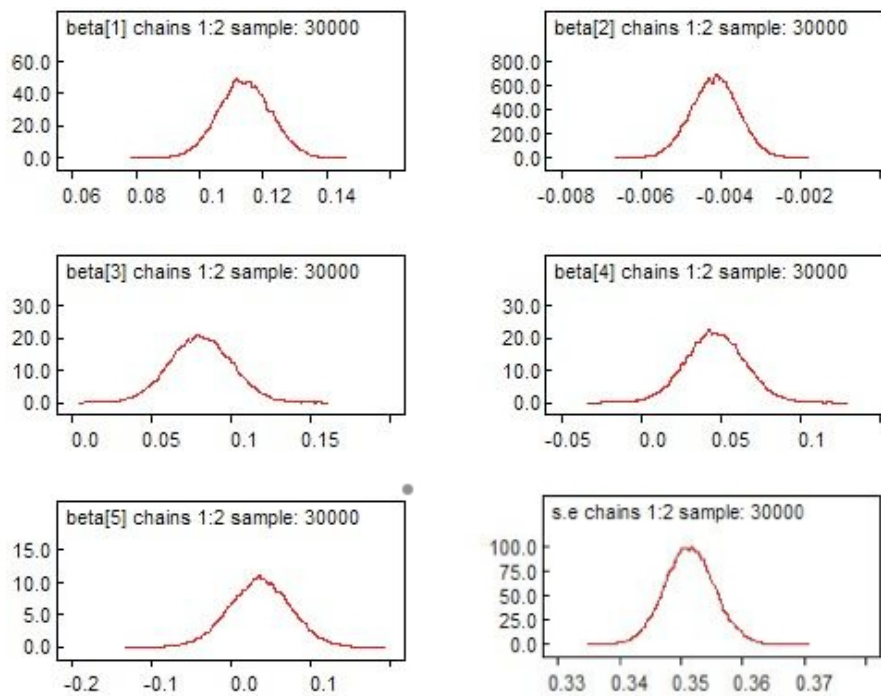 beta[1] chains 1:2 sample: 30000
60.0
40.0
20.0
0.0
0.06 0.08 0.1 0.12 0.14
beta[2] chains 1:2 sample: 30000
800.0
600.0
400.0
200.0
0.0
-0.008 -0.006 -0.004 -0.002
beta[3] chains 1:2 sample: 30000
30.0
20.0
10.0
0.0
0.0 0.05 0.1 0.15
beta[4] chains 1:2 sample: 30000
30.0
20.0
10.0
0.0
-0.05 0.0 0.05 0.1
beta[5] chains 1:2 sample: 30000
15.0
10.0
5.0
0.0
-0.2 -0.1 0.0 0.1
s.e chains 1:2 sample: 30000
100.0
75.0
50.0
25.0
0.0
0.33 0.34 0.35 0.36 0.37